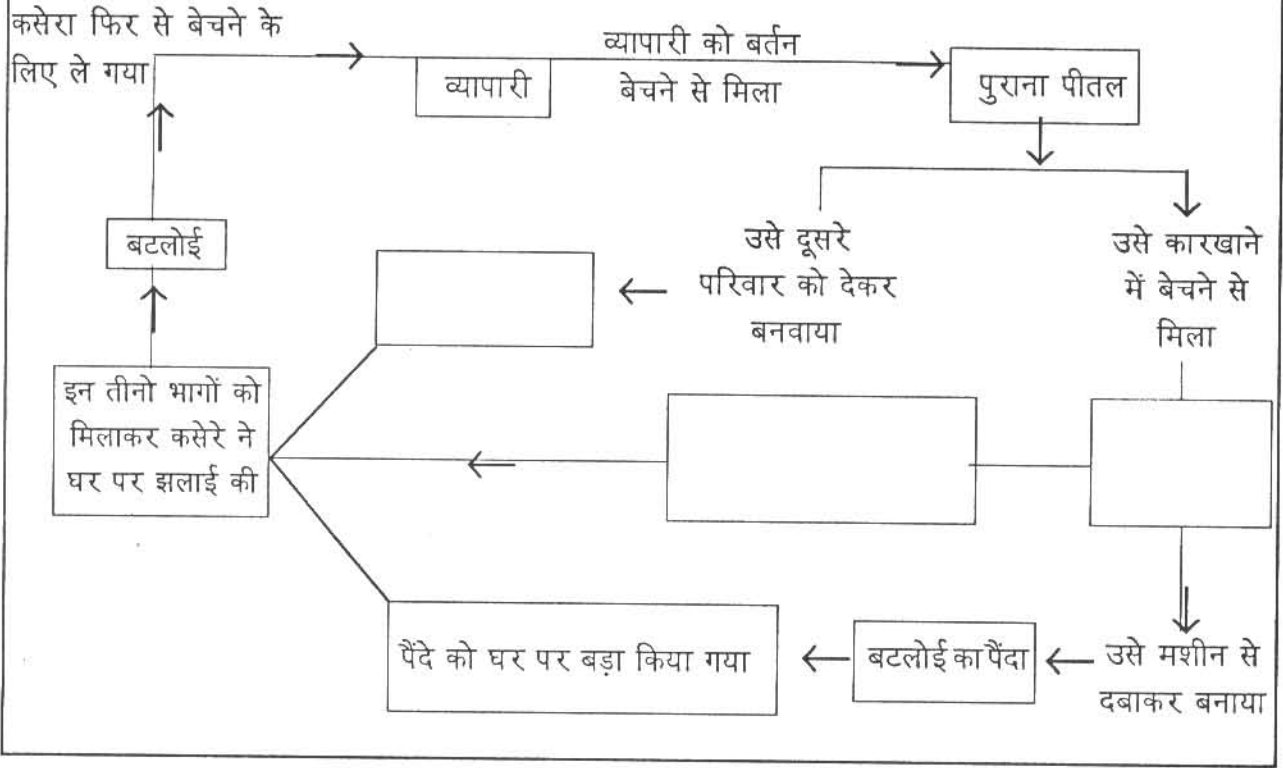 कसेरा फिर से बेचने के
लिए ले गया
व्यापारी
व्यापारी को बर्तन
बेचने से मिला
पुराना पीतल
बटलोई
उसे दूसरे
परिवार को देकर
बनवाया
उसे कारखाने
में बेचने से
मिला
इन तीनो भागों को
मिलाकर कसेरे ने
घर पर झलाई की
पैंदे को घर पर बड़ा किया गया
बटलोई का पैंदा
उसे मशीन से
दबाकर बनाया